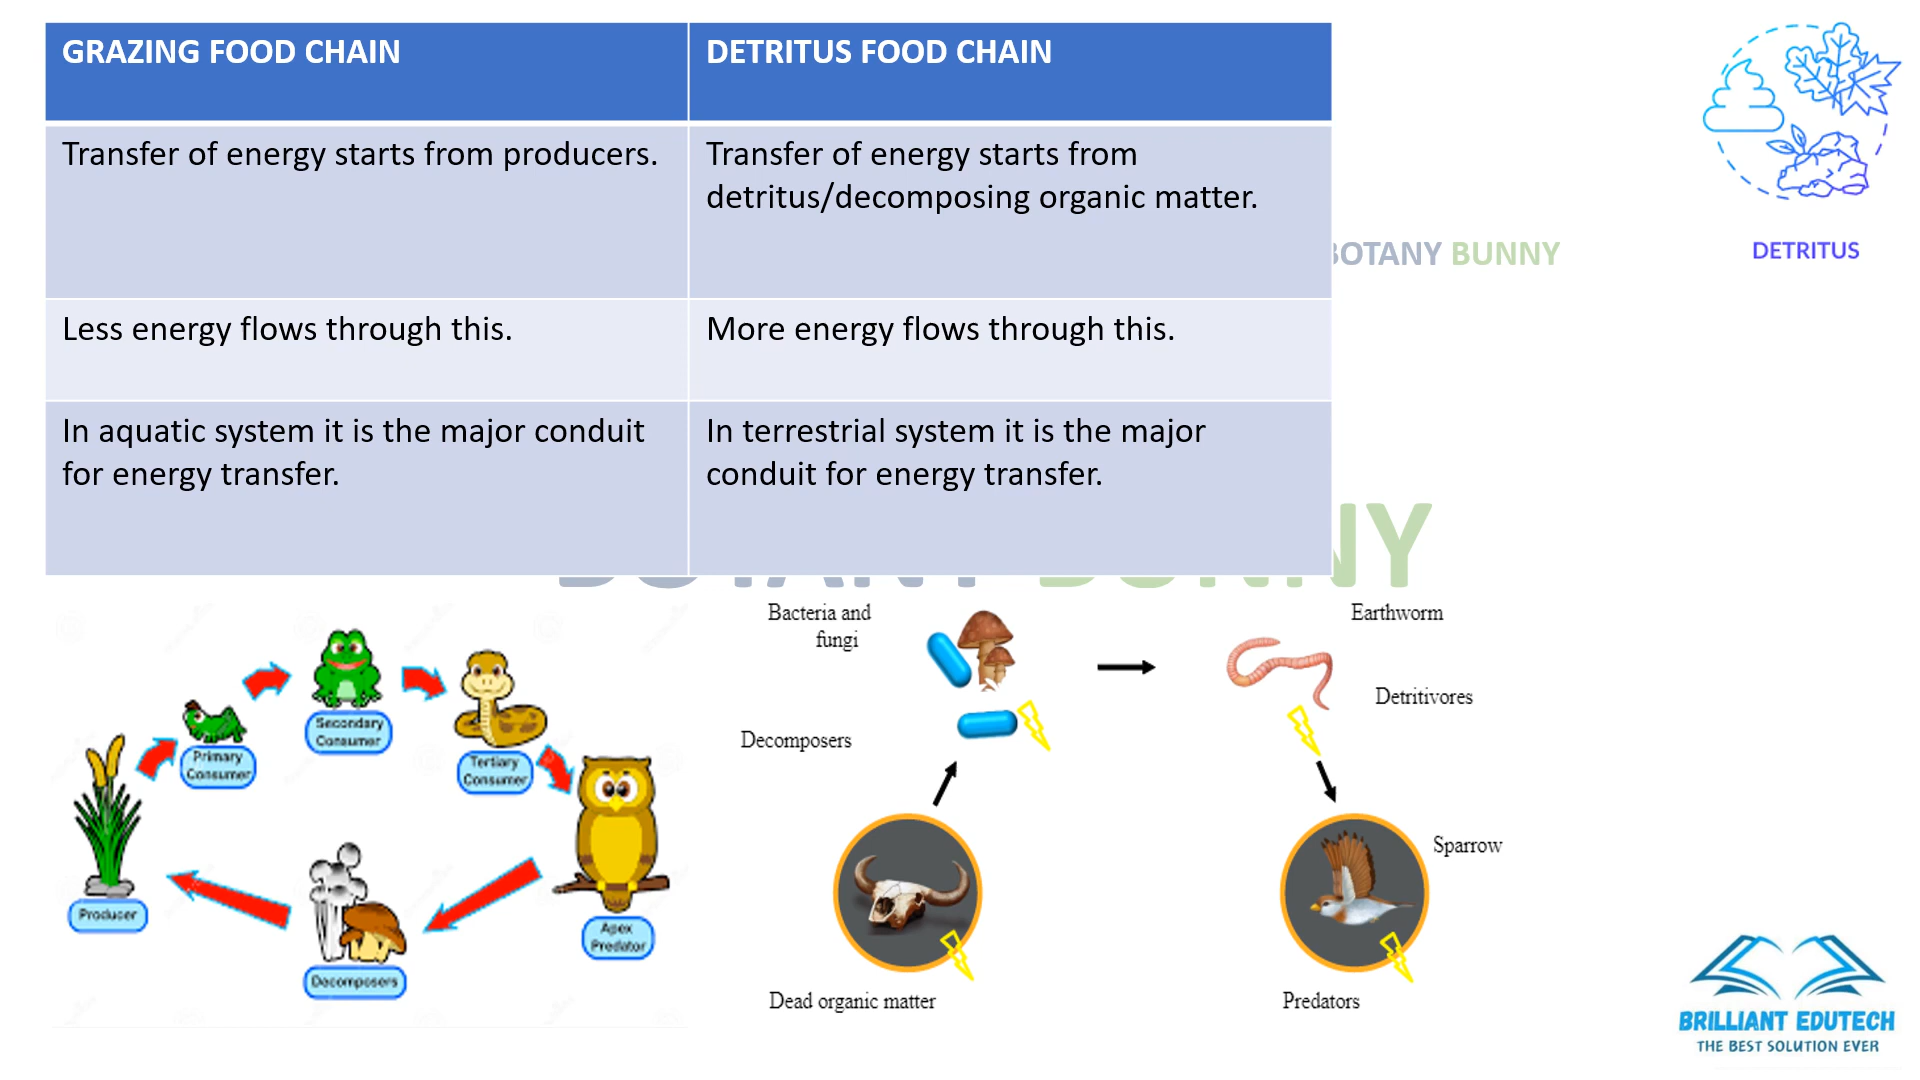 GRAZING FOOD CHAIN
DETRITUS FOOD CHAIN
Transfer of energy starts from producers.
Transfer of energy starts from
detritus/decomposing organic matter.
Less energy flows through this.
More energy flows through this.
In aquatic system it is the major conduit
for energy transfer.
In terrestrial system it is the major
conduit for energy transfer.
DETRITUS
BOTANY BUNNY
BOTANY BUNNY
Producer
Primary
Consumer
Secondary
Consumer
Tertiary
Consumer
Apex
Predator
Decomposers
Bacteria and
fungi
Decomposers
Dead organic matter
Earthworm
Detritivores
Sparrow
Predators
BRILLIANT EDUTECH
THE BEST SOLUTION EVER